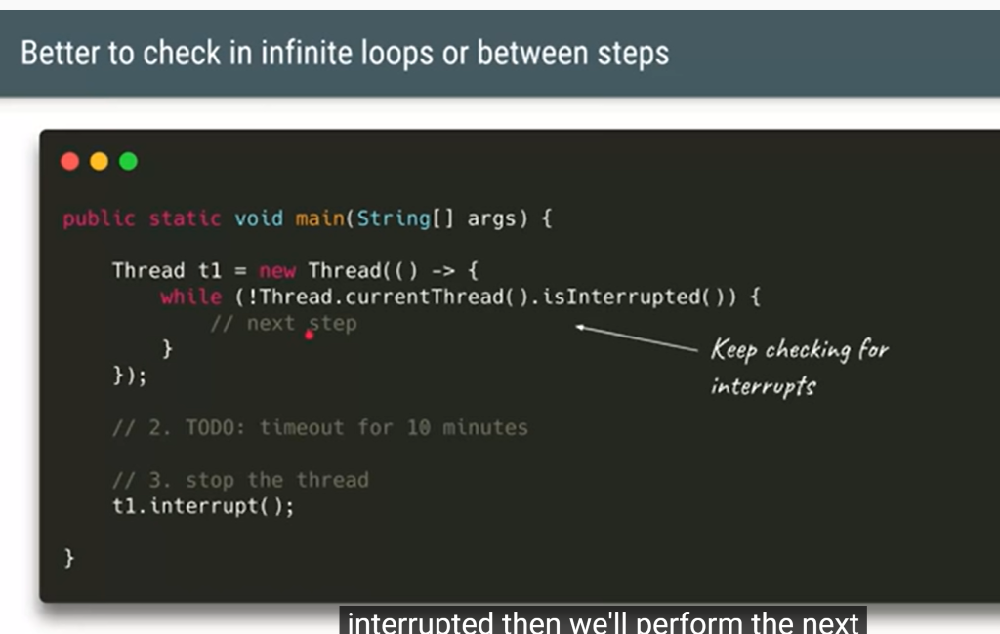 Better to check in infinite loops or between steps
public static void main(String[] args) {
Thread t1 = new Thread(() -> {
while (!Thread.currentThread().isInterrupted()) {
// next step
}
});
Keep checking for
interrupts
// 2. TODO: timeout for 10 minutes
// 3. stop the thread
t1.interrupt();
}
interrupted then we'll perform the next